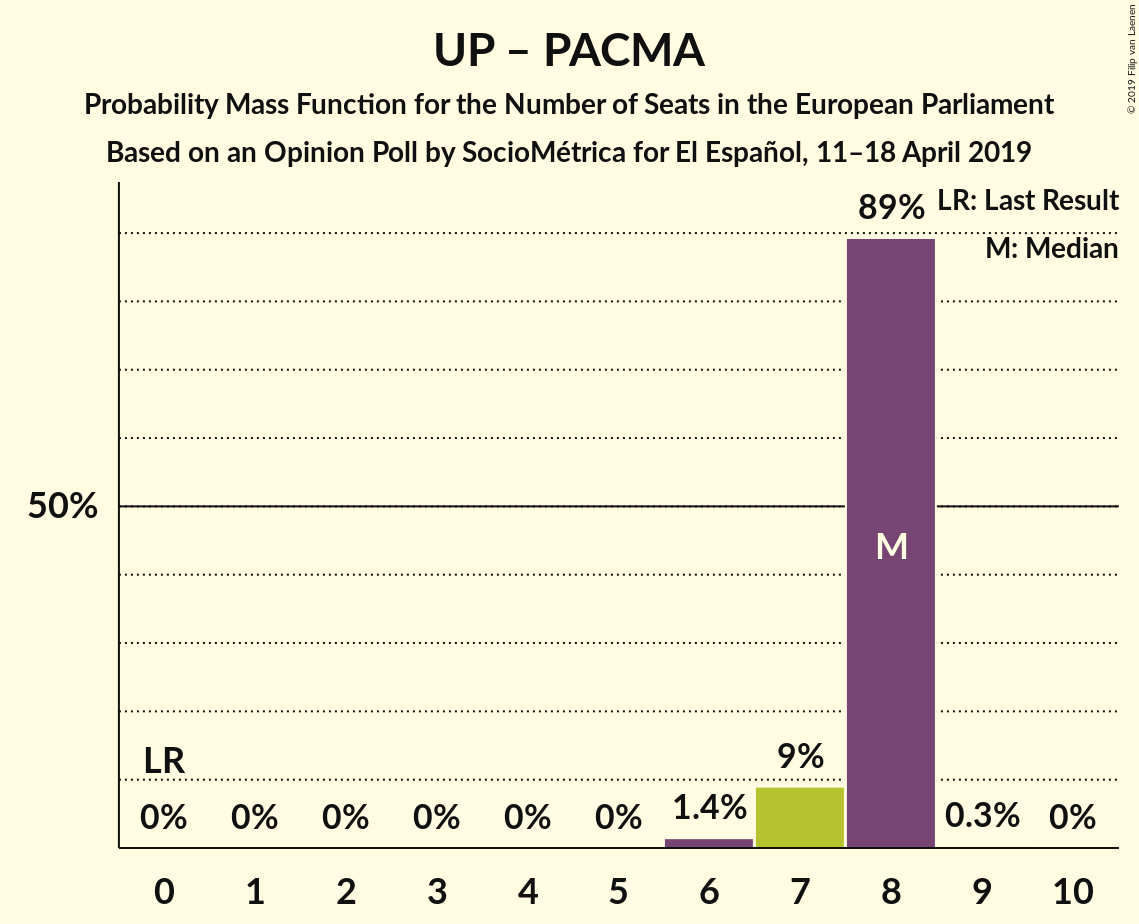 UP – PACMA
Probability Mass Function for the Number of Seats in the European Parliament
Based on an Opinion Poll by SocioMétrica for El Español, 11–18 April 2019
© 2019 Filip van Laenen
LR: Last Result
M: Median
89%
50%
M
LR
9%
0% 0% 0% 0% 0% 0% 1.4% 0.3% 0%
0 1 2 3 4 5 6 7 8 9 10